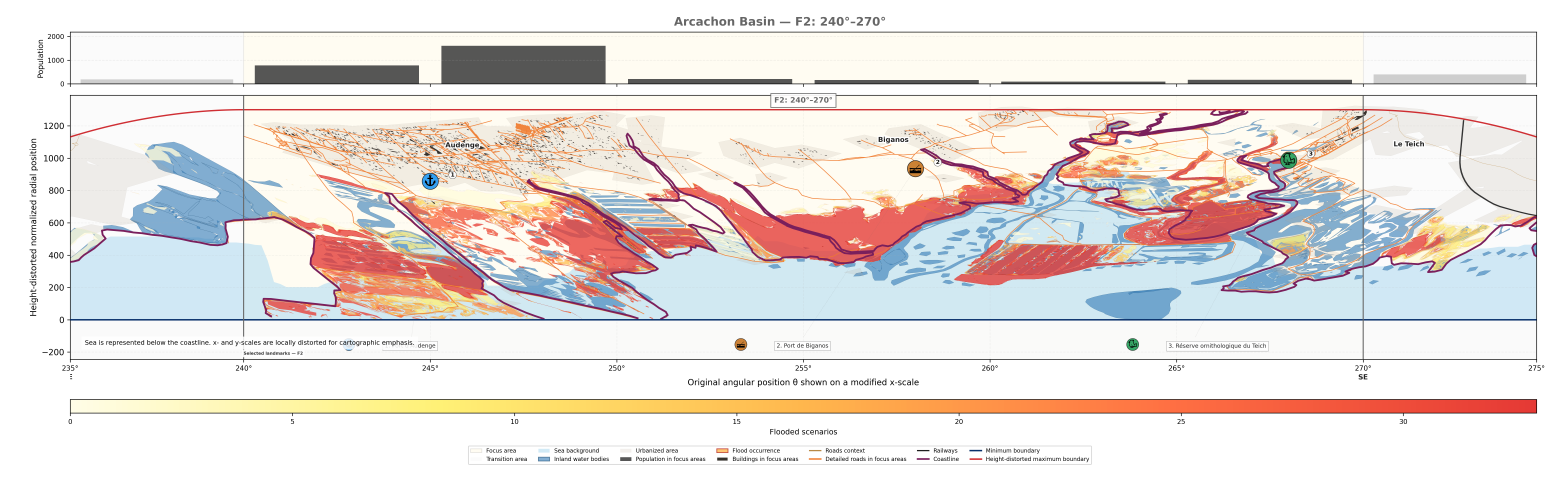 Arcachon Basin — F2: 240°–270°
Population
2000
1000
0
F2: 240°–270°
Height-distorted normalized radial position
1200
1000
800
600
400
200
0
−200
Audenge
1
Biganos
2
3
Le Teich
Sea is represented below the coastline. x- and y-scales are locally distorted for cartographic emphasis.
denge
2. Port de Biganos
3. Réserve ornithologique du Teich
Selected landmarks — F2
235° 240° 245° 250° 255° 260° 265° 270° 275°
E SE
Original angular position θ shown on a modified x-scale
0 5 10 15 20 25 30
Flooded scenarios
Focus area Sea background Urbanized area Flood occurrence Roads context Railways Minimum boundary
Transition area Inland water bodies Population in focus areas Buildings in focus areas Detailed roads in focus areas Coastline Height-distorted maximum boundary